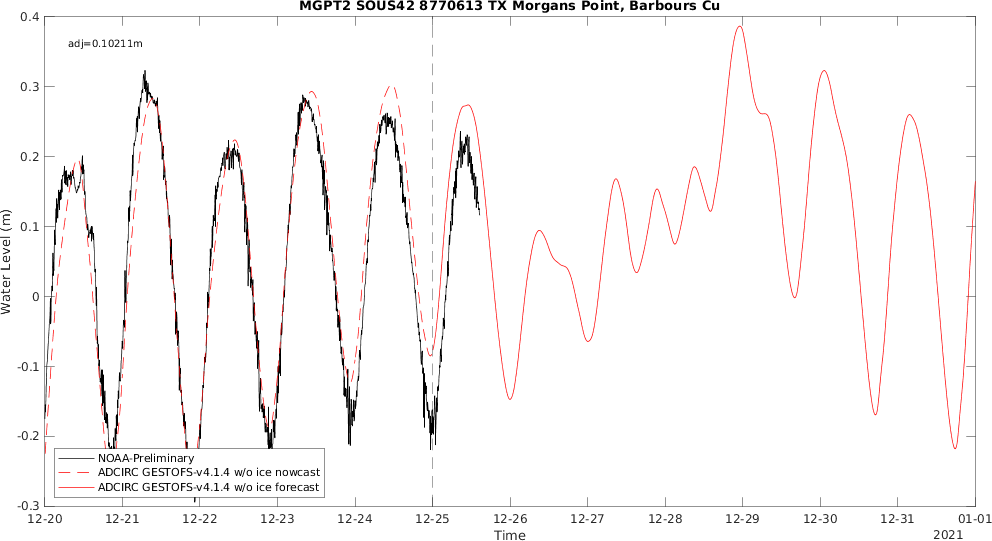 MGPT2 SOUS42 8770613 TX Morgans Point, Barbours Cu
adj=0.10211m
0.4
0.3
0.2
0.1
0
-0.1
-0.2
-0.3
Water Level (m)
NOAA-Preliminary
ADCIRC GESTOFS-v4.1.4 w/o ice nowcast
ADCIRC GESTOFS-v4.1.4 w/o ice forecast
12-20 12-21 12-22 12-23 12-24 12-25 12-26 12-27 12-28 12-29 12-30 12-31 01-01
Time
2021